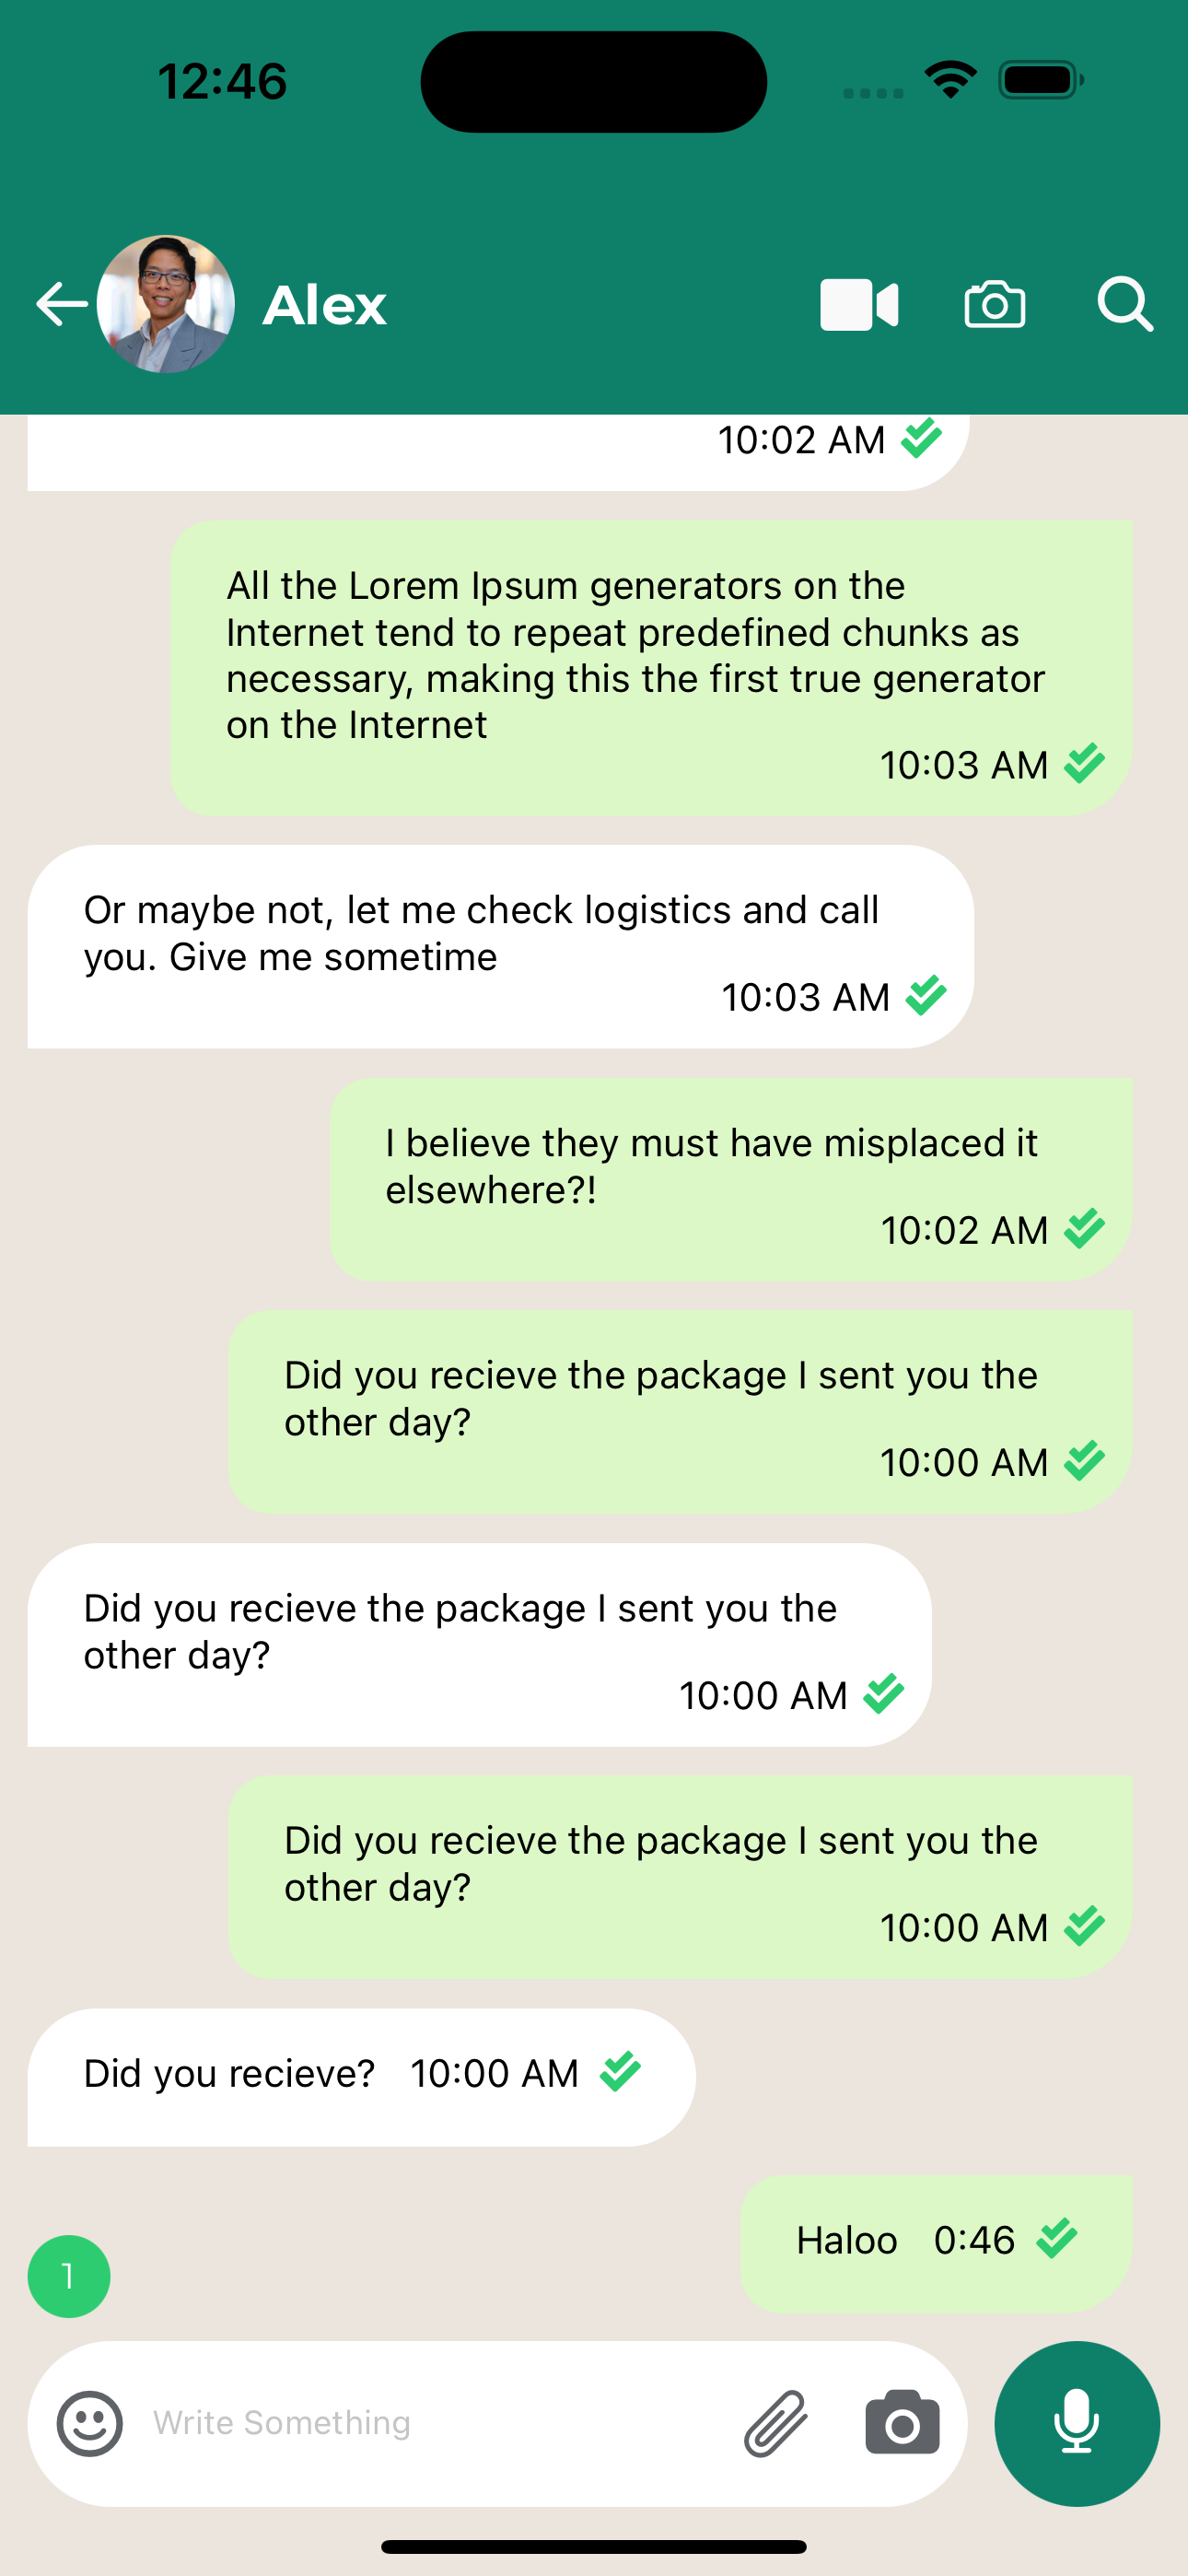 12:46
Alex
10:02 AM
All the Lorem Ipsum generators on the
Internet tend to repeat predefined chunks as
necessary, making this the first true generator
on the Internet
10:03 AM
Or maybe not, let me check logistics and call
you. Give me sometime
10:03 AM
I believe they must have misplaced it
elsewhere?!
10:02 AM
Did you recieve the package I sent you the
other day?
10:00 AM
Did you recieve the package I sent you the
other day?
10:00 AM
Did you recieve the package I sent you the
other day?
10:00 AM
Did you recieve? 10:00 AM
Haloo 0:46
1
Write Something